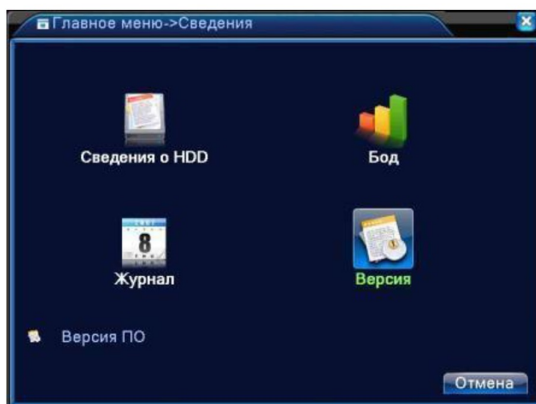 Главное меню->Сведения
Сведения о HDD
Бод
8
Журнал
Версия
Версия ПО
Отмена